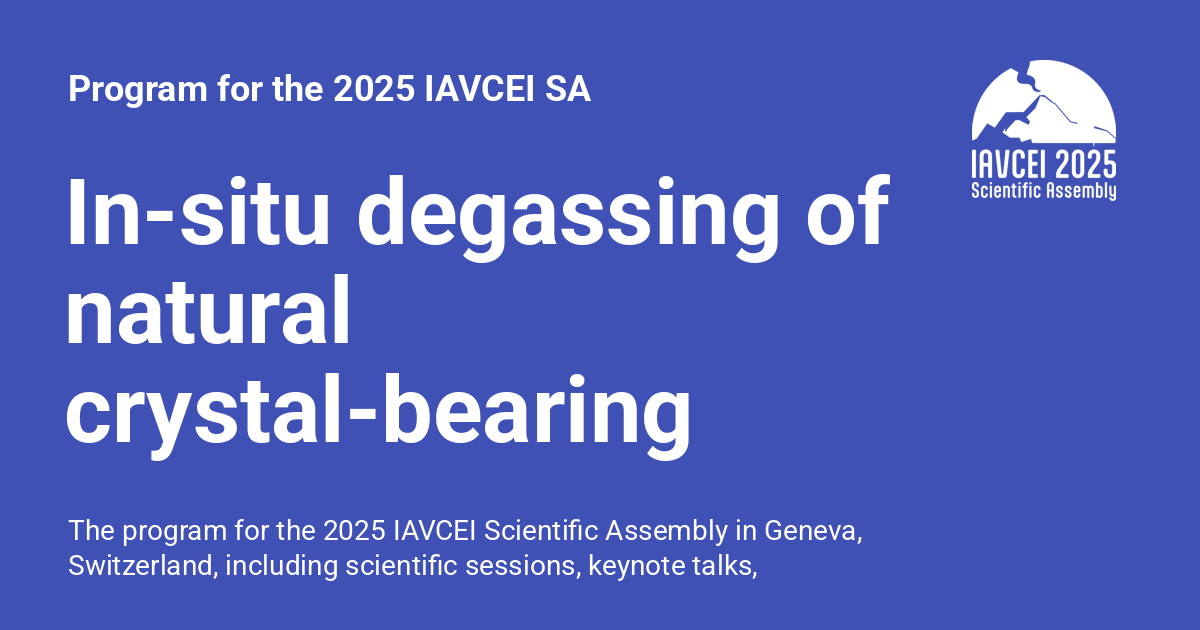 Program for the 2025 IAVCEI SA
IAVCEI 2025
Scientific Assembly
In-situ degassing of
natural
crystal-bearing
The program for the 2025 IAVCEI Scientific Assembly in Geneva,
Switzerland, including scientific sessions, keynote talks,